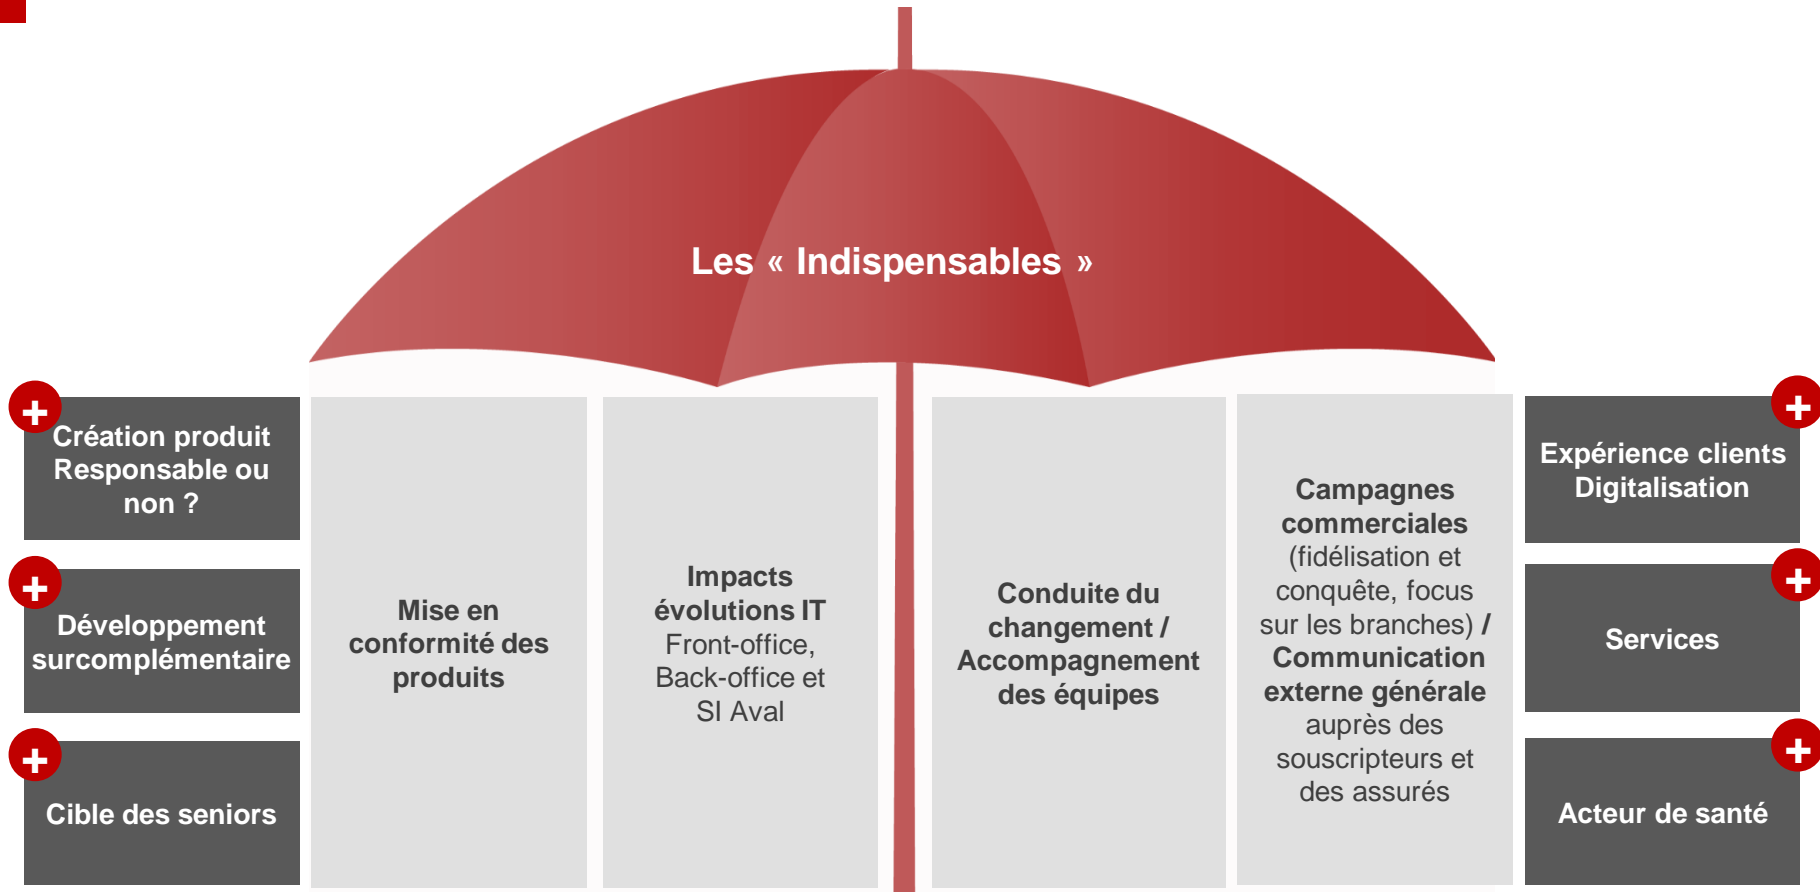 Les « Indispensables »
+
Création produit
Responsable ou
non ?
+
Développement
surcomplémentaire
+
Cible des seniors
Mise en
conformité des
produits
Impacts
évolutions IT
Front-office,
Back-office et
SI Aval
Conduite du
changement /
Accompagnement
des équipes
Campagnes
commerciales
(fidélisation et
conquête, focus
sur les branches) /
Communication
externe générale
auprès des
souscripteurs et
des assurés
+
Expérience clients
Digitalisation
+
Services
+
Acteur de santé